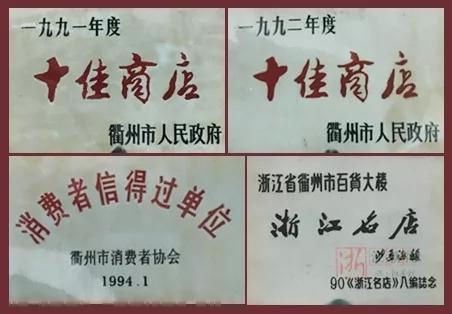 一九九一年度
十佳商店
衢州市人民政府
一九九二年度
十佳商店
衢州市人民政府
消费者信得过单位
衢州市消费者协会
1994.1
浙江省衢州市百貨大楼
浙江名店
90'《浙江名店》八編誌念